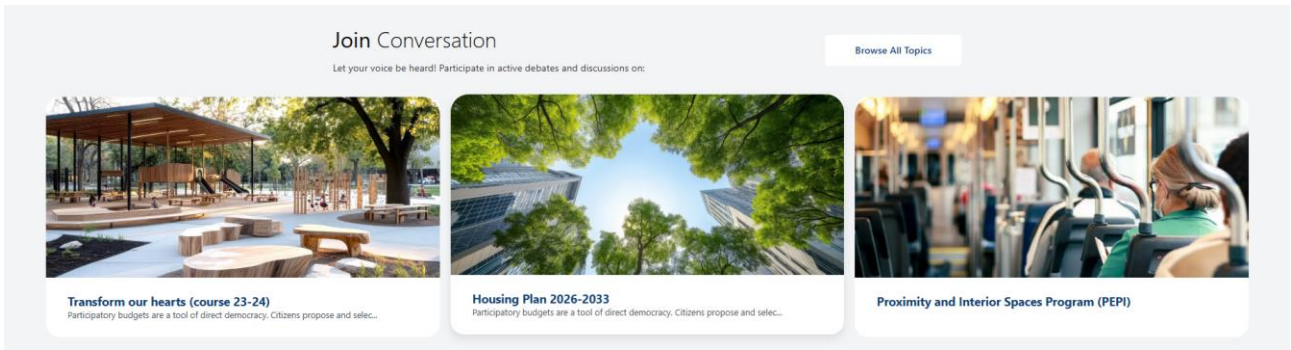 Join Conversation
Browse All Topics
Let your voice be heard! Participate in active debates and discussions on:
Transform our hearts (course 23-24)
Participatory budgets are a tool of direct democracy. Citizens propose and selec...
Housing Plan 2026-2033
Participatory budgets are a tool of direct democracy. Citizens propose and selec...
Proximity and Interior Spaces Program (PEPI)